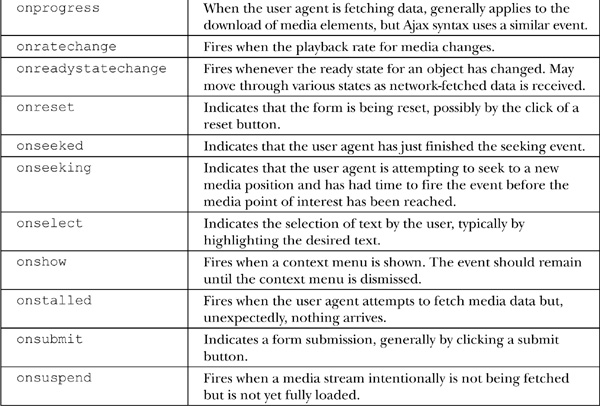 onprogress When the user agent is fetching data, generally applies to the
download of media elements, but Ajax syntax uses a similar event.
onratechange Fires when the playback rate for media changes.
onreadystatechange Fires whenever the ready state for an object has changed. May
move through various states as network-fetched data is received.
onreset Indicates that the form is being reset, possibly by the click of a
reset button.
onseeked Indicates that the user agent has just finished the seeking event.
onseeking Indicates that the user agent is attempting to seek to a new
media position and has had time to fire the event before the
media point of interest has been reached.
onselect Indicates the selection of text by the user, typically by
highlighting the desired text.
onshow Fires when a context menu is shown. The event should remain
until the context menu is dismissed.
onstalled Fires when the user agent attempts to fetch media data but,
unexpectedly, nothing arrives.
onsubmit Indicates a form submission, generally by clicking a submit
button.
onsuspend Fires when a media stream intentionally is not being fetched
but is not yet fully loaded.